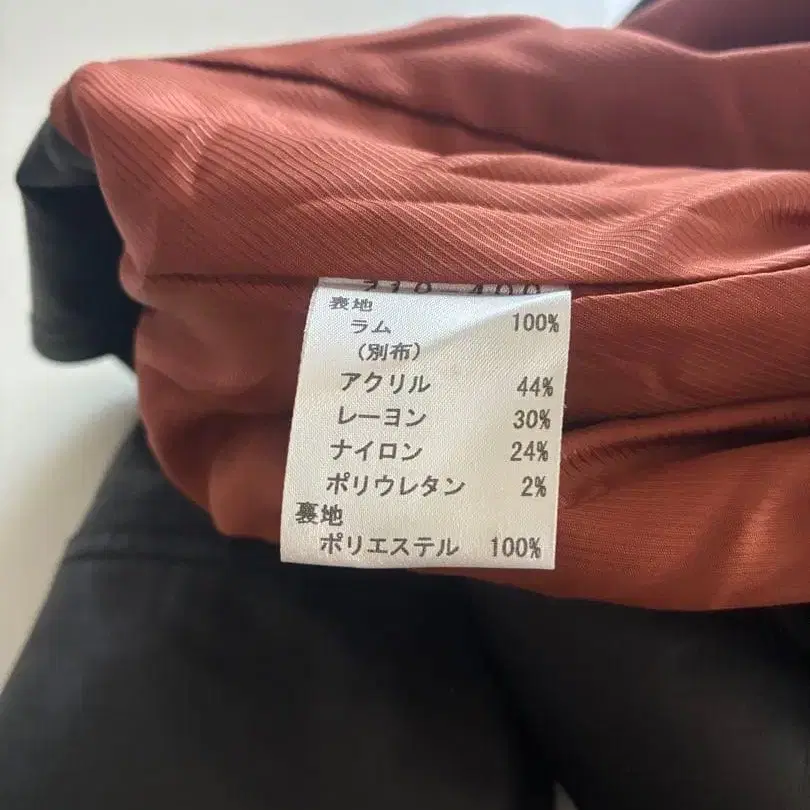 表地
ラム 100%
(別布)
アクリル 44%
レーヨン 30%
ナイロン 24%
ポリウレタン 2%
裏地
ポリエステル 100%